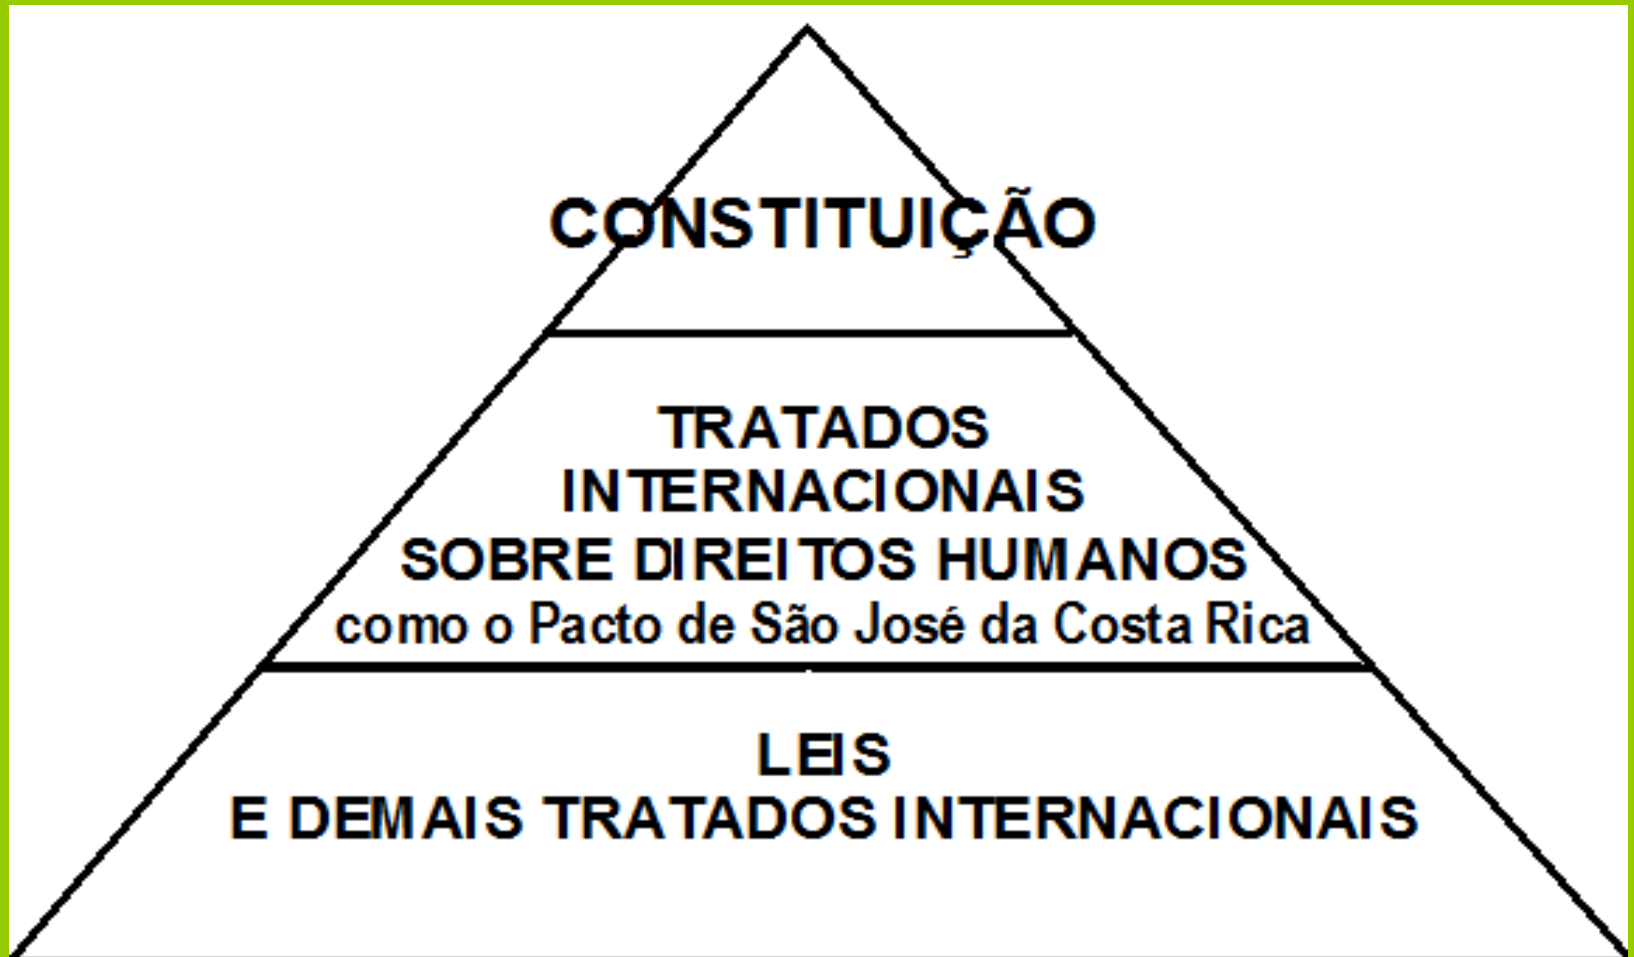 CONSTITUIÇÃO
TRATADOS
INTERNACIONAIS
SOBRE DIREITOS HUMANOS
como o Pacto de São José da Costa Rica
LEIS
E DEMAIS TRATADOS INTERNACIONAIS